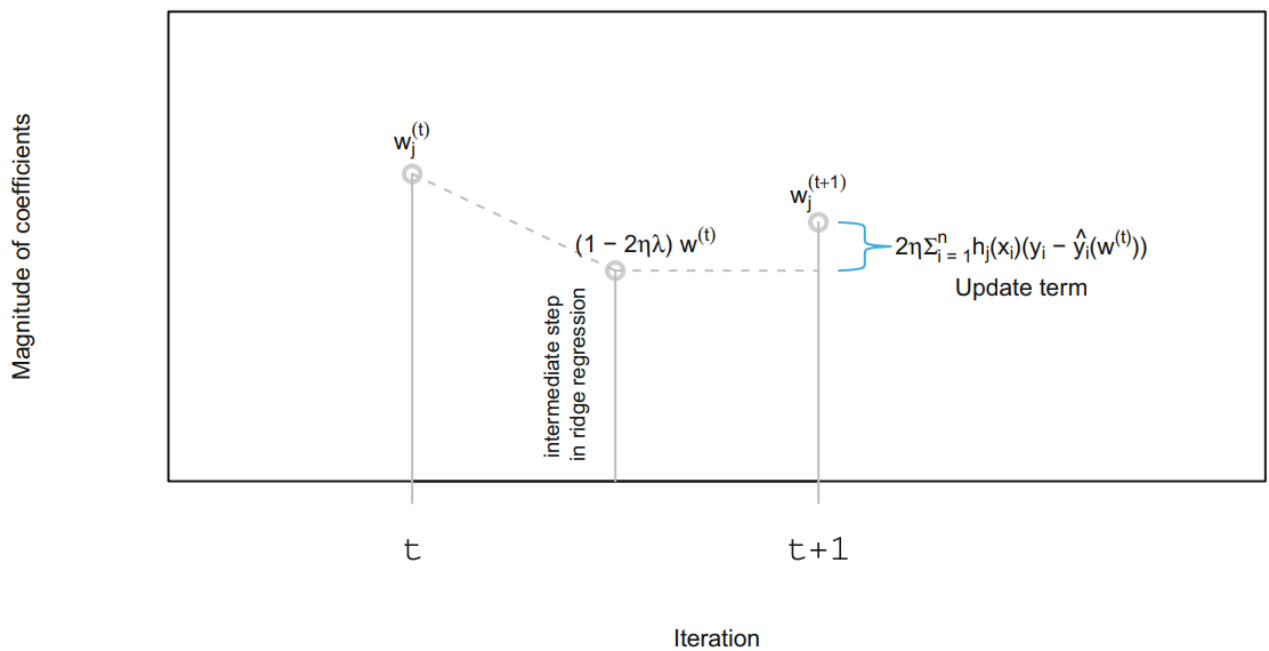 Magnitude of coefficients
w_j^(t)
w_j^(t+1)
(1 − 2ηλ) w^(t)
2ηΣ_{i = 1}^n h_j(x_i)(y_i − ŷ_i(w^(t)))
Update term
intermediate step
in ridge regression
t
t+1
Iteration